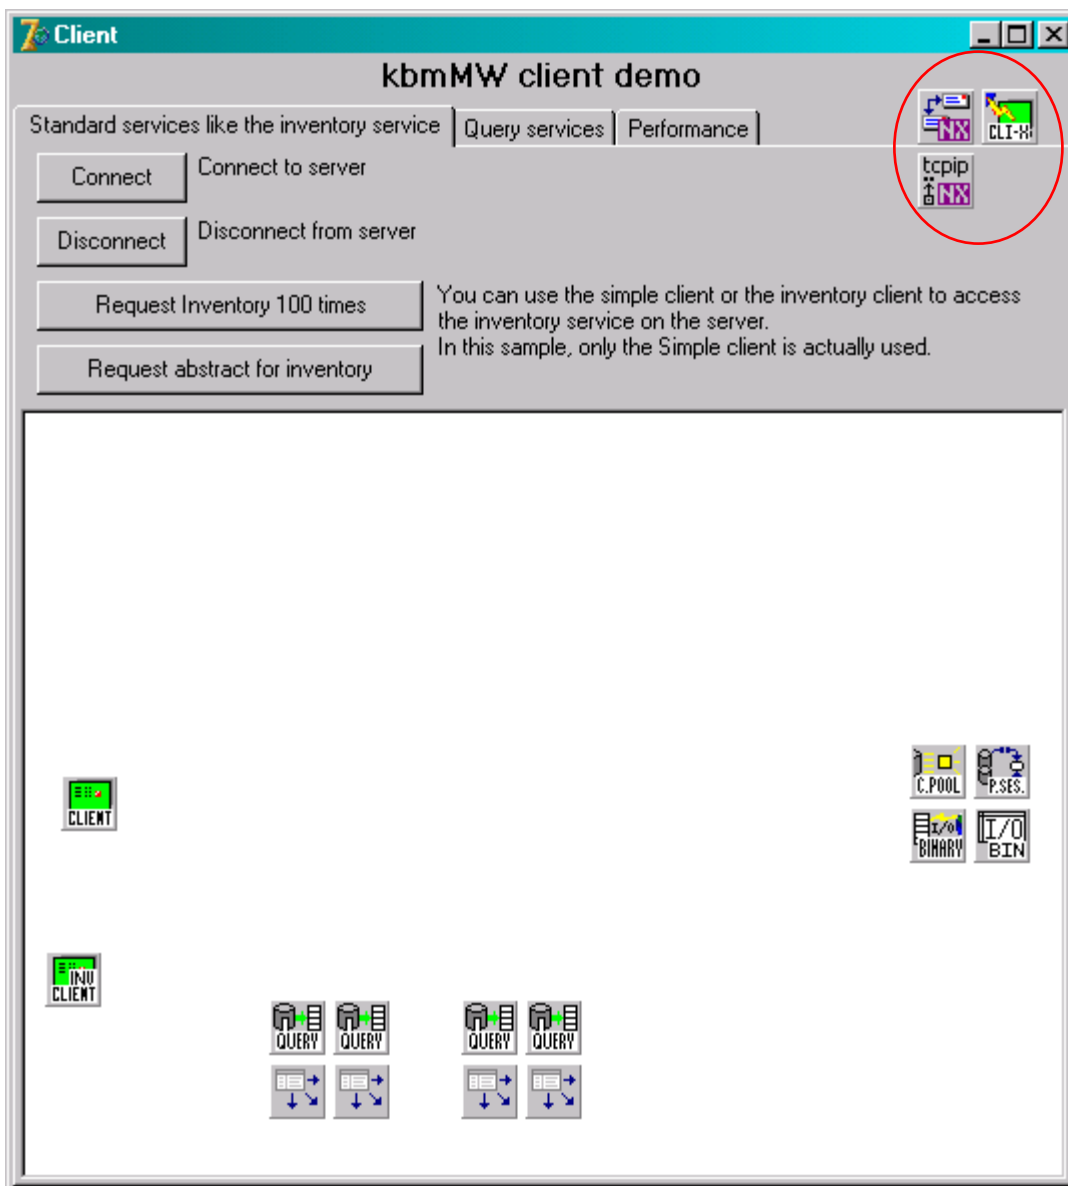 Client
kbmMW client demo
Standard services like the inventory service Query services Performance
NX CLI-X
tcpip
NX
Connect Connect to server
Disconnect Disconnect from server
Request Inventory 100 times
You can use the simple client or the inventory client to access
the inventory service on the server.
In this sample, only the Simple client is actually used.
Request abstract for inventory
C.POOL P.SES.
CLIENT
I/O BINARY I/O BIN
INV CLIENT
QUERY QUERY QUERY QUERY